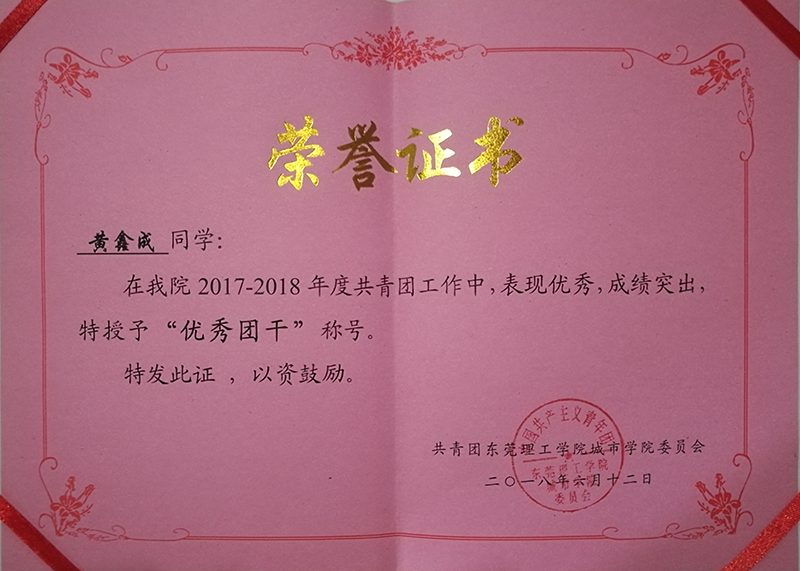 荣誉证书
黄鑫成 同学：
在我院 2017-2018 年度共青团工作中，表现优秀，成绩突出，
特授予“优秀团干”称号。
特发此证，以资鼓励。
共青团东莞理工学院城市学院委员会
二〇一八年六月十二日
国共产主义青年团
东莞理工学院
委员会